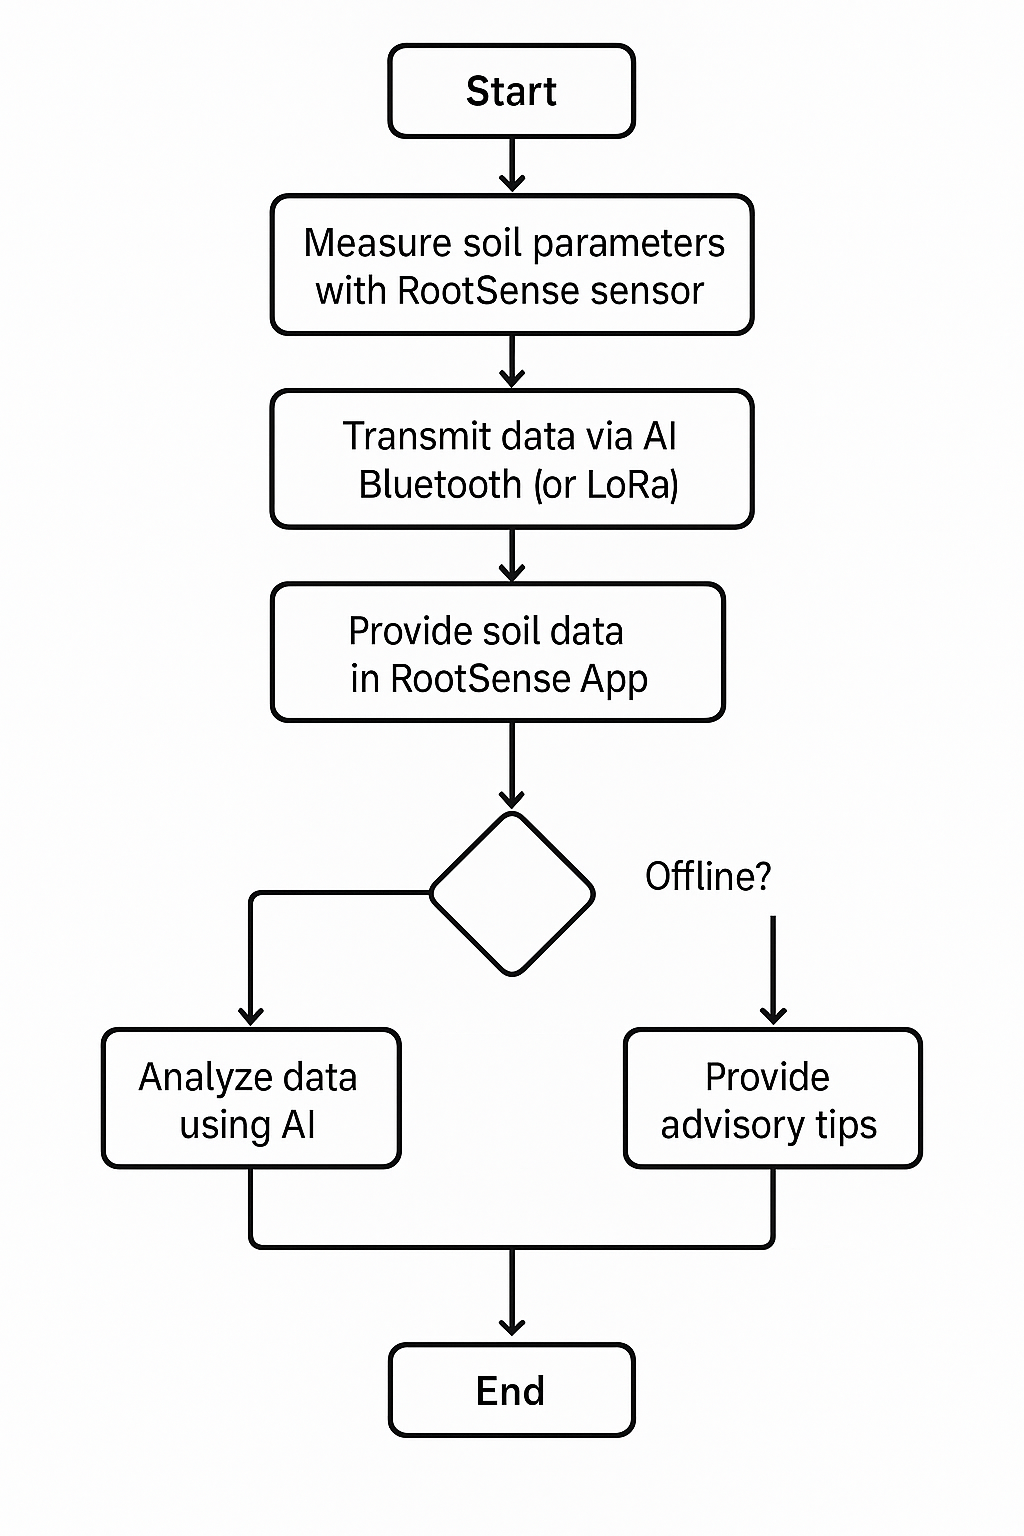 Start
Measure soil parameters
with RootSense sensor
Transmit data via AI
Bluetooth (or LoRa)
Provide soil data
in RootSense App
Offline?
Analyze data
using AI
Provide
advisory tips
End